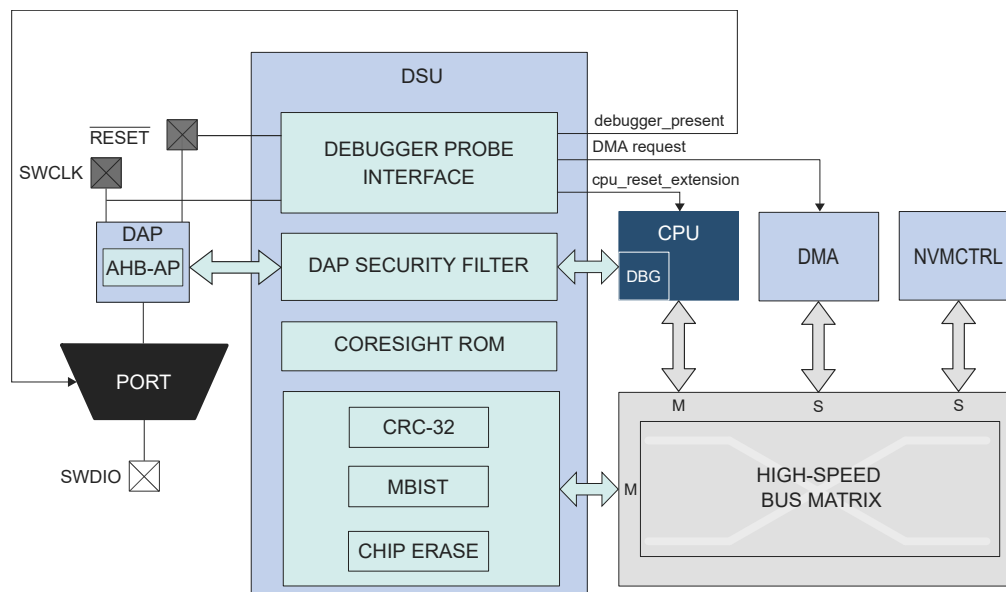 DSU
debugger_present
RESET
DEBUGGER PROBE
INTERFACE
DMA request
SWCLK
cpu_reset_extension
DAP
AHB-AP
DAP SECURITY FILTER
CPU
DBG
DMA
NVMCTRL
CORESIGHT ROM
PORT
M
S
S
CRC-32
SWDIO
MBIST
M
HIGH-SPEED
BUS MATRIX
CHIP ERASE